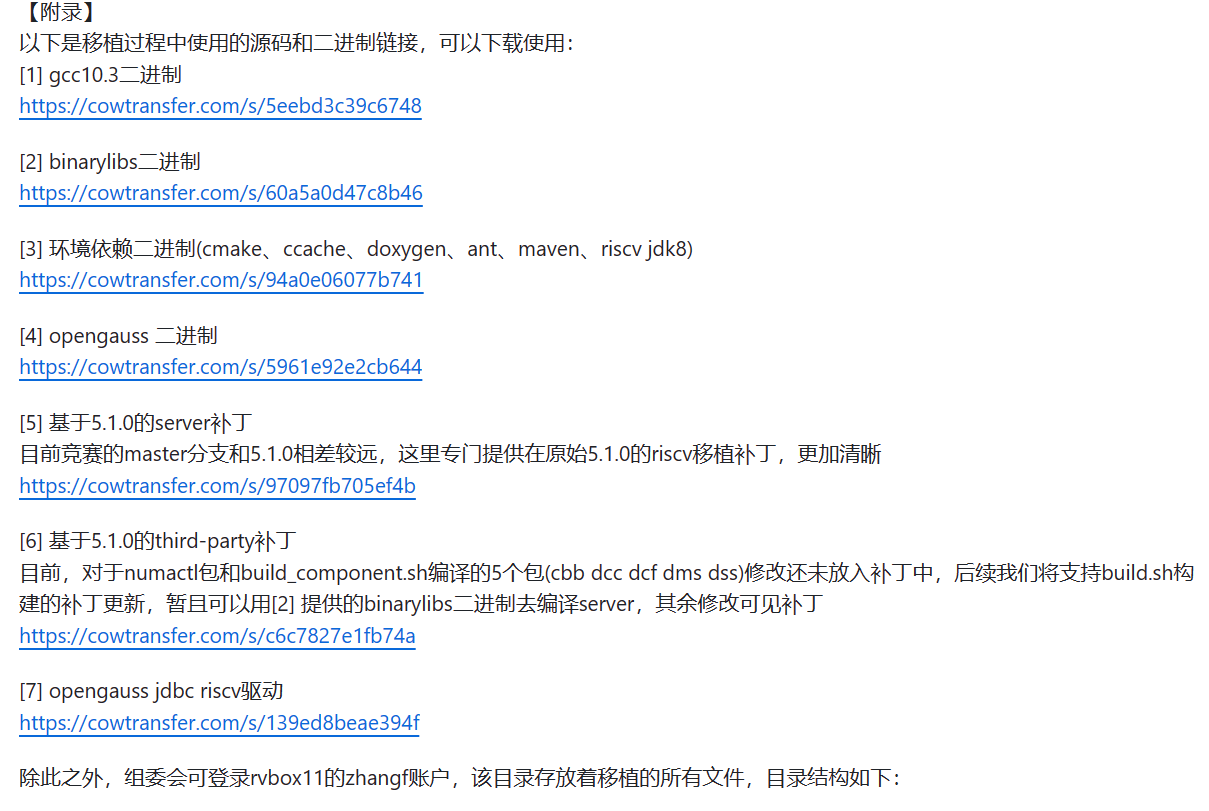 【附录】
以下是移植过程中使用的源码和二进制链接，可以下载使用：
[1] gcc10.3二进制
https://cowtransfer.com/s/5eebd3c39c6748
[2] binarylibs二进制
https://cowtransfer.com/s/60a5a0d47c8b46
[3] 环境依赖二进制(cmake、ccache、doxygen、ant、maven、riscv jdk8)
https://cowtransfer.com/s/94a0e06077b741
[4] opengauss 二进制
https://cowtransfer.com/s/5961e92e2cb644
[5] 基于5.1.0的server补丁
目前竞赛的master分支和5.1.0相差较远，这里专门提供在原始5.1.0的riscv移植补丁，更加清晰
https://cowtransfer.com/s/97097fb705ef4b
[6] 基于5.1.0的third-party补丁
目前，对于numactl包和build_component.sh编译的5个包(cbb dcc dcf dms dss)修改还未放入补丁中，后续我们将支持build.sh构
建的补丁更新，暂且可以用[2] 提供的binarylibs二进制去编译server，其余修改可见补丁
https://cowtransfer.com/s/c6c7827e1fb74a
[7] opengauss jdbc riscv驱动
https://cowtransfer.com/s/139ed8beae394f
除此之外，组委会可登录rvbox11的zhangf账户，该目录存放着移植的所有文件，目录结构如下：